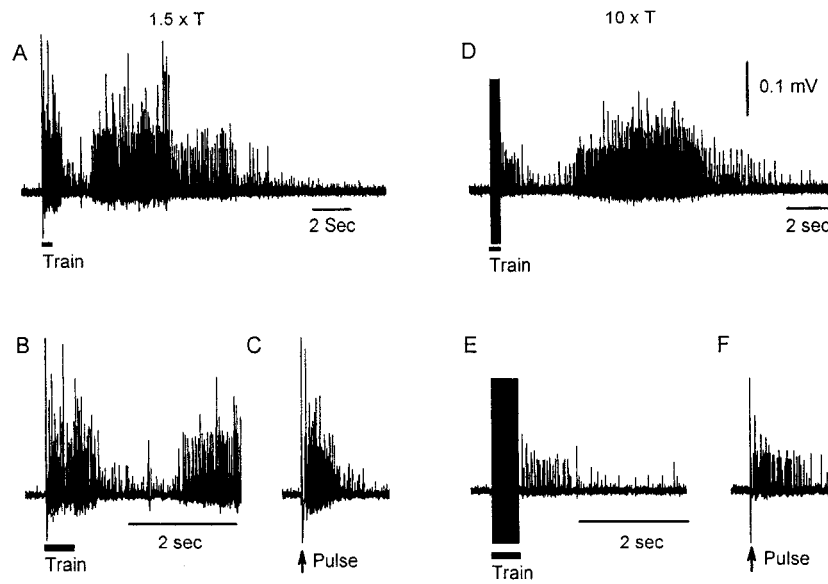 1.5 x T
10 x T
A
D
0.1 mV
2 Sec
2 sec
Train
Train
B
C
E
F
2 sec
2 sec
Train
Pulse
Train
Pulse